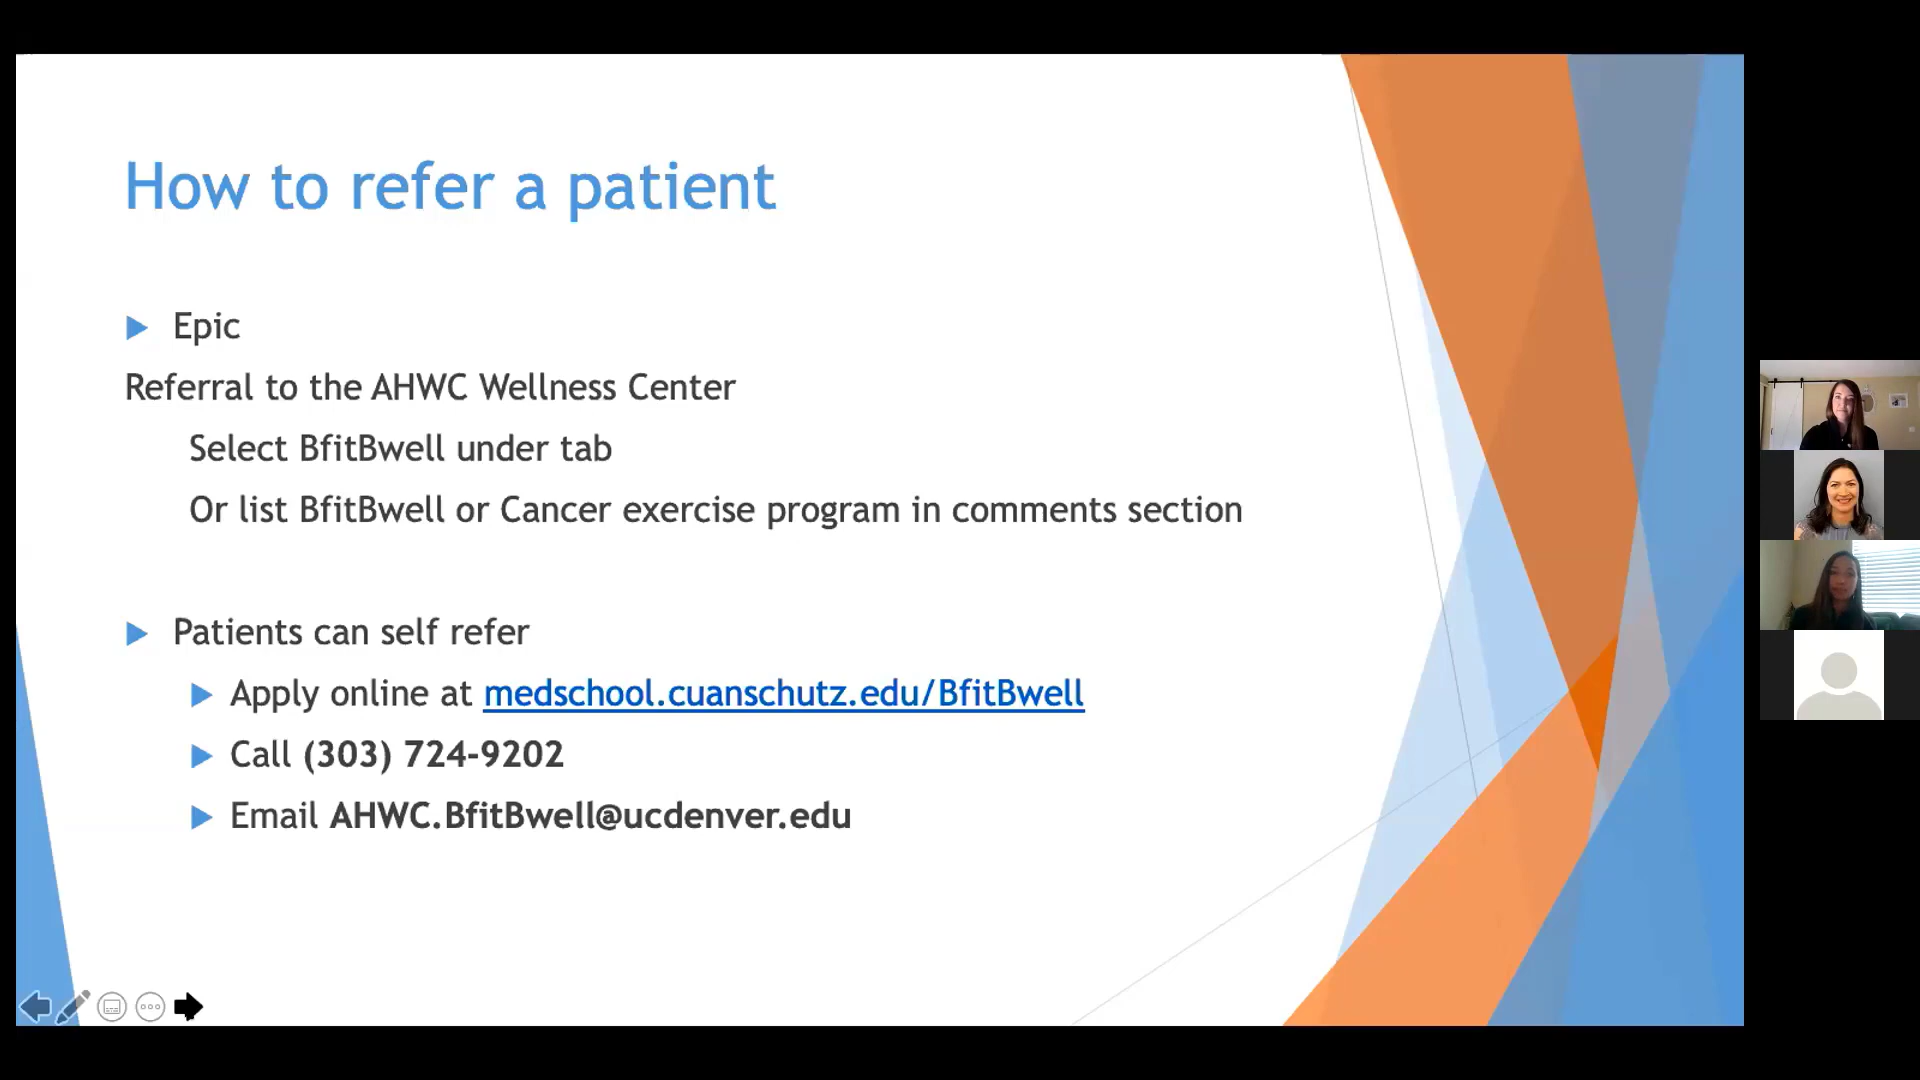 How to refer a patient
Epic
Referral to the AHWC Wellness Center
Select BfitBwell under tab
Or list BfitBwell or Cancer exercise program in comments section
Patients can self refer
Apply online at medschool.cuanschutz.edu/BfitBwell
Call (303) 724-9202
Email AHWC.BfitBwell@ucdenver.edu